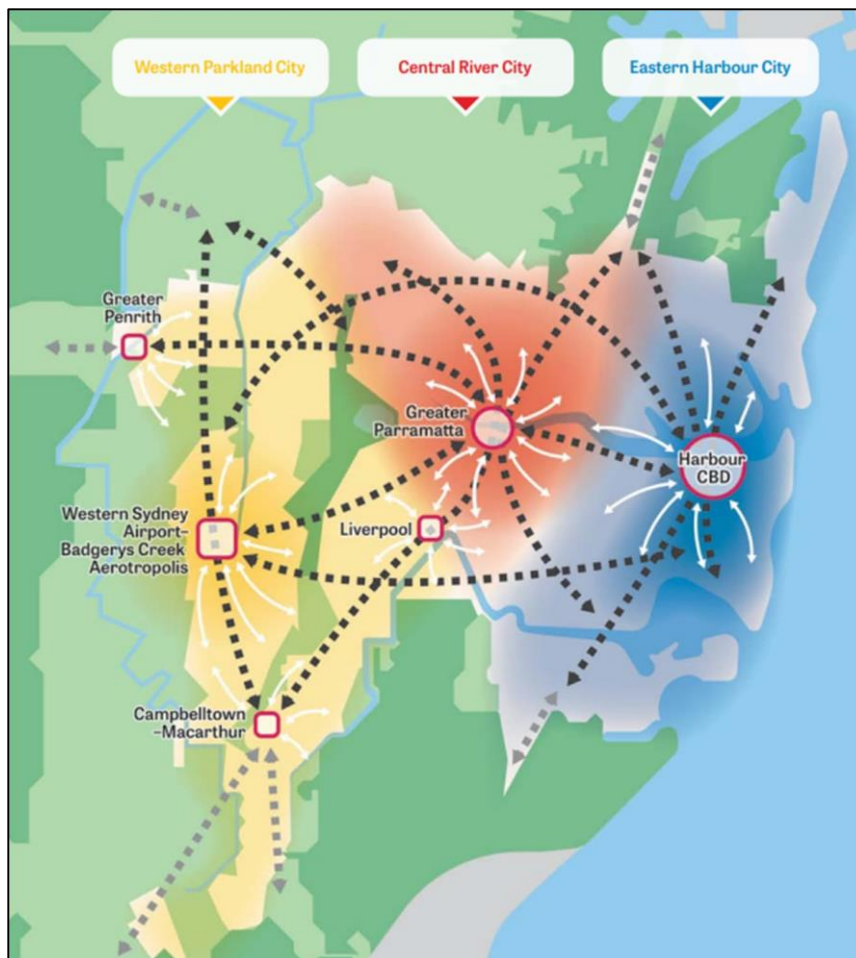 Western Parkland City
Central River City
Eastern Harbour City
Greater
Penrith
Greater
Parramatta
Harbour
CBD
Western Sydney
Airport–
Badgerys Creek
Aerotropolis
Liverpool
Campbelltown
–Macarthur